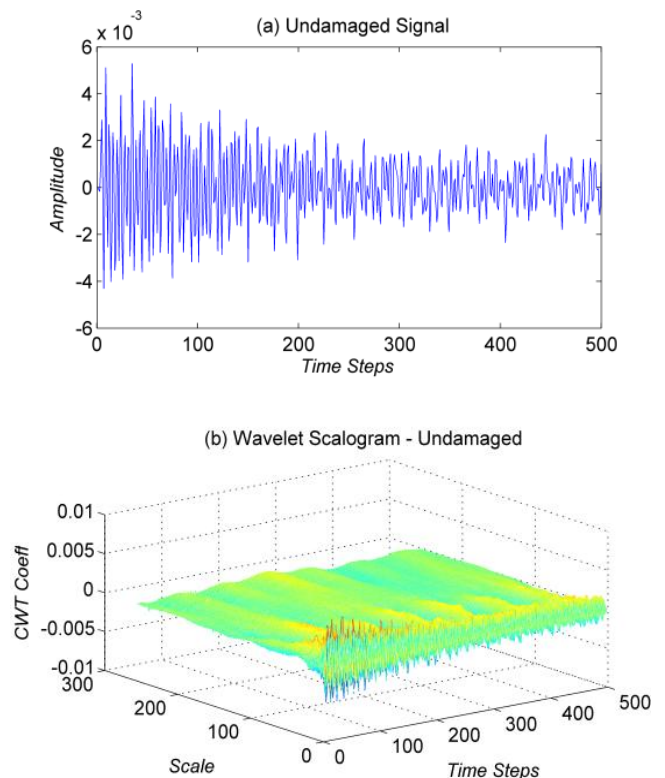 (a) Undamaged Signal
x 10
-3
6
4
2
0
-2
-4
-6
Amplitude
0 100 200 300 400 500
Time Steps
(b) Wavelet Scalogram - Undamaged
0.01
0.005
0
-0.005
-0.01
CWT Coefl
300
200
100
0
Scale
0
100
200
300
400
500
Time Steps